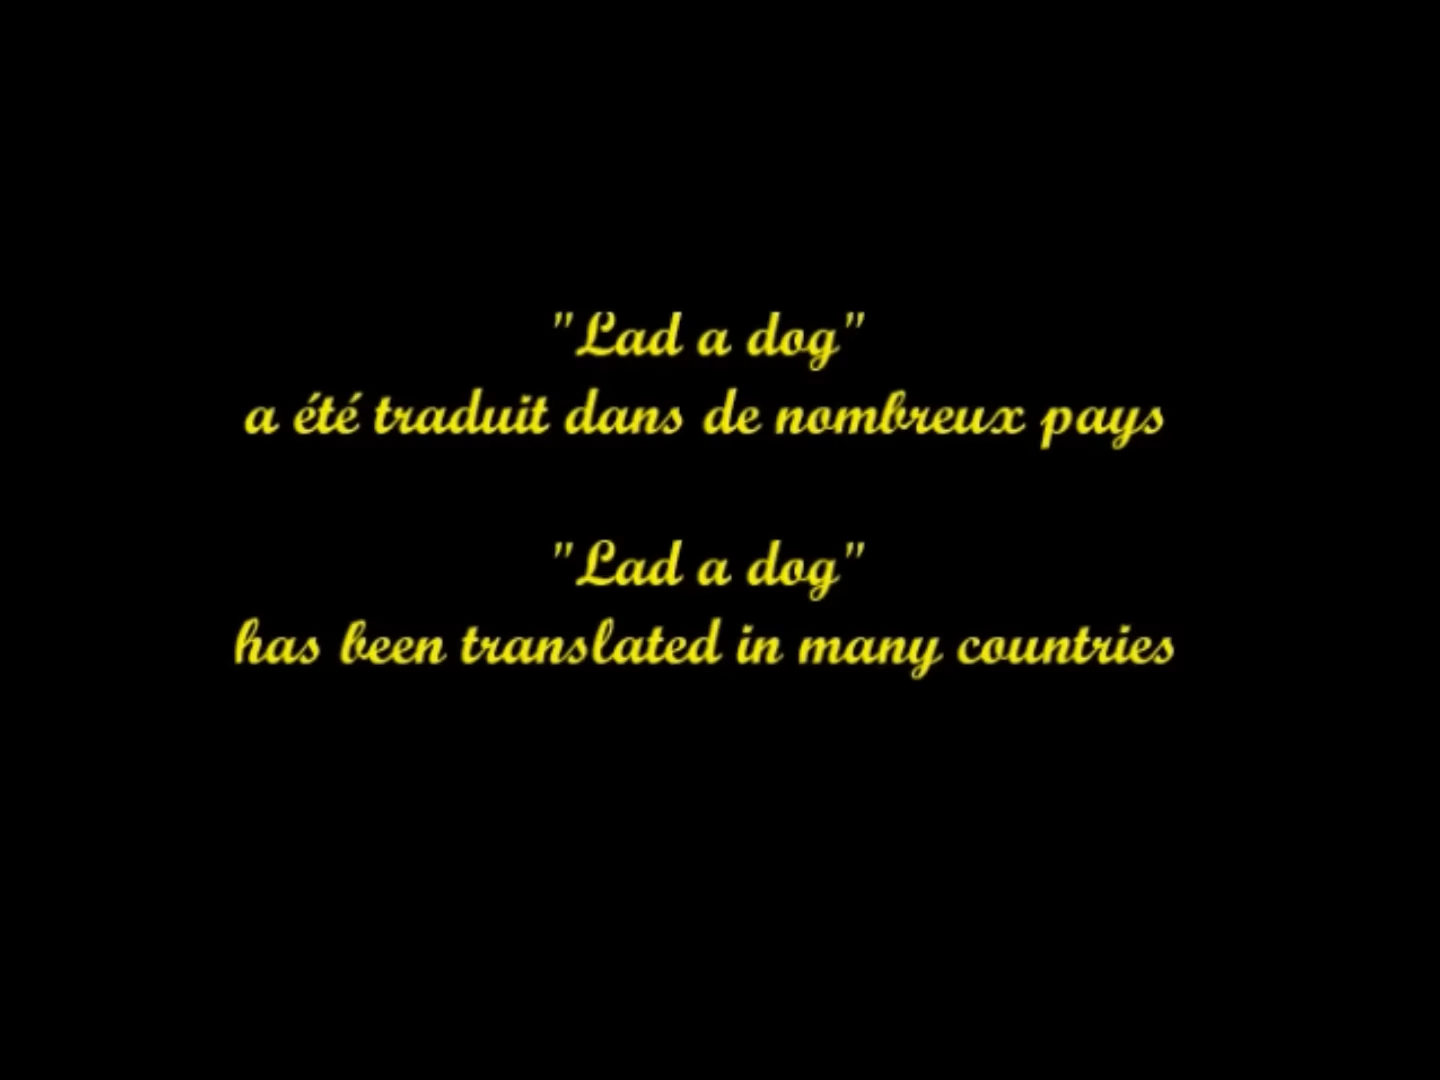 "Lad a dog"
a été traduit dans de nombreux pays
"Lad a dog"
has been translated in many countries